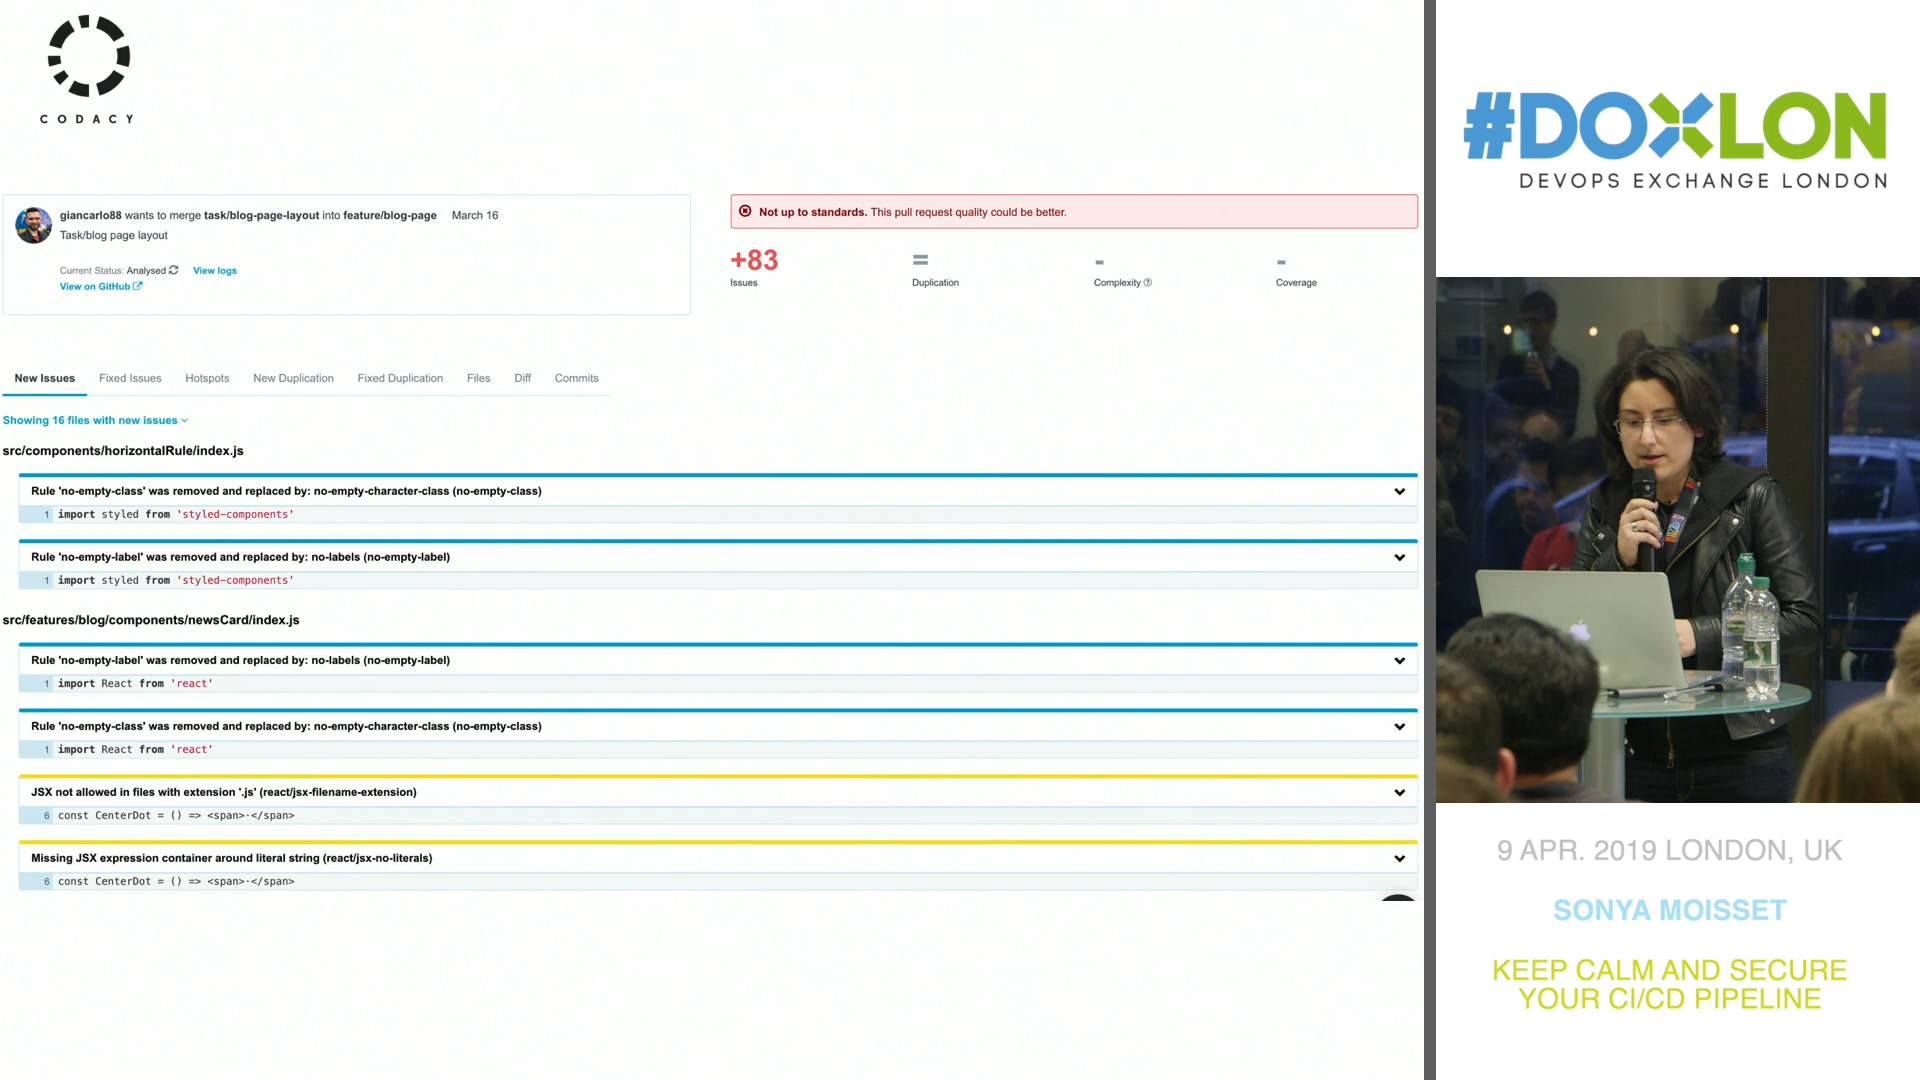 CODACY
giancarlo88 wants to merge task/blog-page-layout into feature/blog-page March 16
Task/blog page layout
Current Status: Analysed View logs
View on GitHub
Not up to standards. This pull request quality could be better.
+83 = - -
Issues Duplication Complexity ? Coverage
New Issues Fixed Issues Hotspots New Duplication Fixed Duplication Files Diff Commits
Showing 16 files with new issues
src/components/horizontalRule/index.js
Rule 'no-empty-class' was removed and replaced by: no-empty-character-class (no-empty-class)
1 import styled from 'styled-components'
Rule 'no-empty-label' was removed and replaced by: no-labels (no-empty-label)
1 import styled from 'styled-components'
src/features/blog/components/newsCard/index.js
Rule 'no-empty-label' was removed and replaced by: no-labels (no-empty-label)
1 import React from 'react'
Rule 'no-empty-class' was removed and replaced by: no-empty-character-class (no-empty-class)
1 import React from 'react'
JSX not allowed in files with extension '.js' (react/jsx-filename-extension)
6 const CenterDot = () => <span>·</span>
Missing JSX expression container around literal string (react/jsx-no-literals)
6 const CenterDot = () => <span>·</span>
#DOXLON
DEVOPS EXCHANGE LONDON
9 APR. 2019 LONDON, UK
SONYA MOISSET
KEEP CALM AND SECURE
YOUR CI/CD PIPELINE